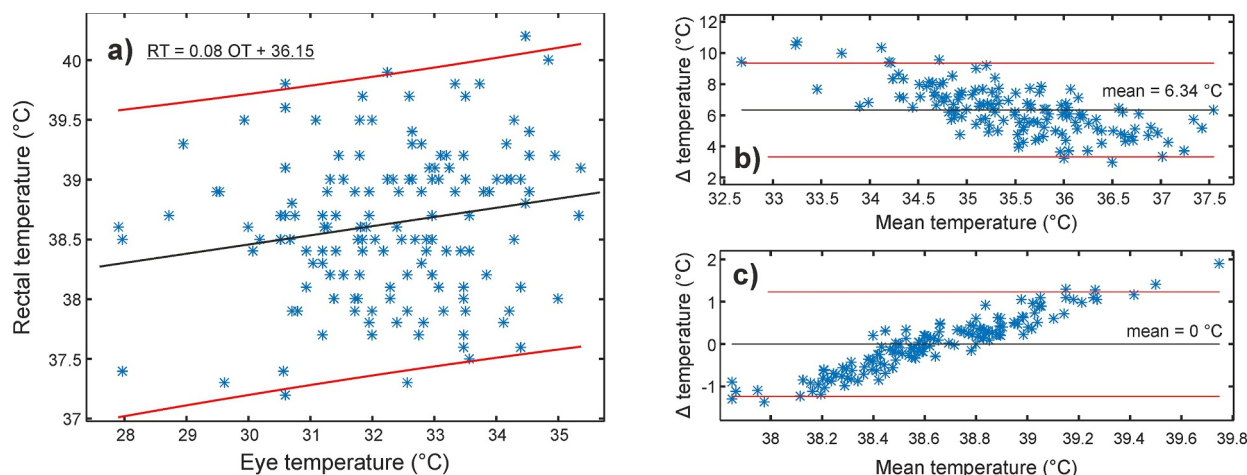 a)
RT = 0.08 OT + 36.15
Rectal temperature (°C)
40
39.5
39
38.5
38
37.5
37
28 29 30 31 32 33 34 35
Eye temperature (°C)
Δ temperature (°C)
12
10
8
6
4
2
mean = 6.34 °C
b)
32.5 33 33.5 34 34.5 35 35.5 36 36.5 37 37.5
Mean temperature (°C)
Δ temperature (°C)
2
1
0
-1
c)
mean = 0 °C
38 38.2 38.4 38.6 38.8 39 39.2 39.4 39.6 39.8
Mean temperature (°C)